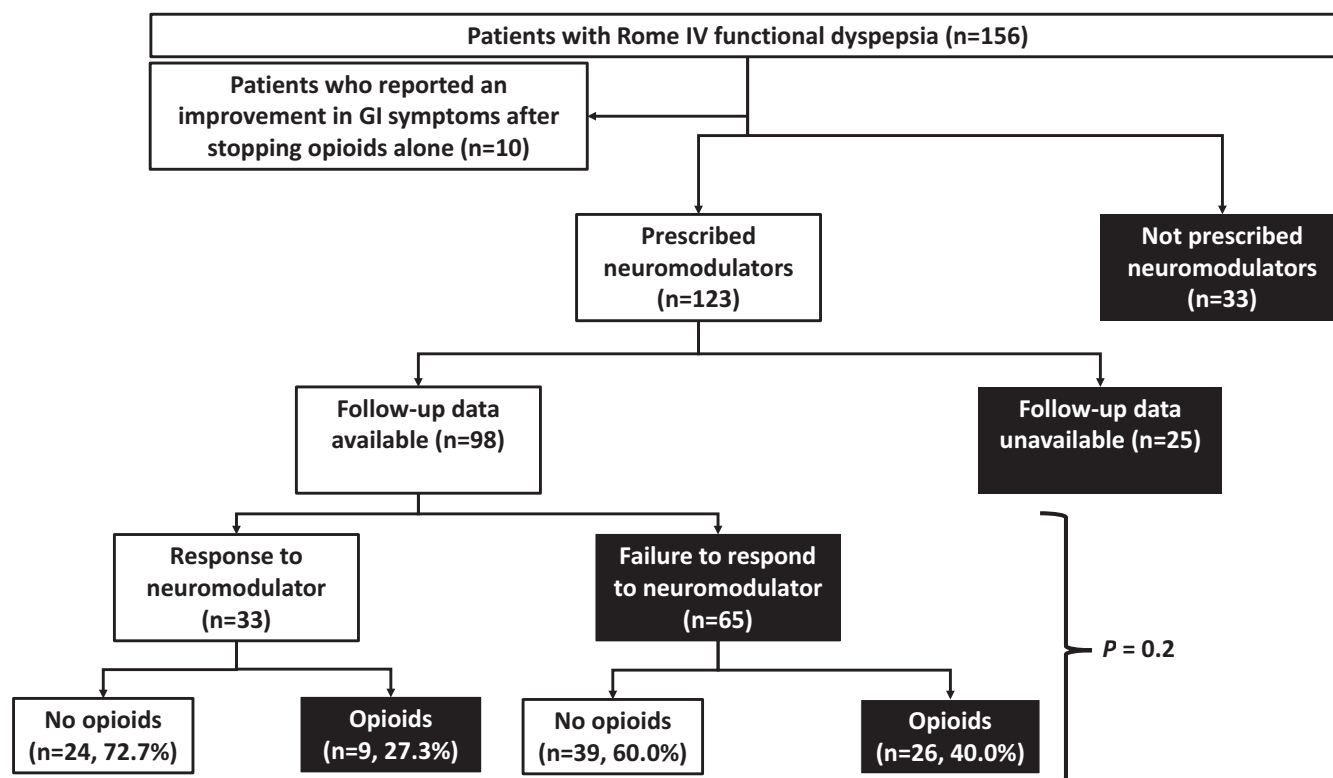 Patients with Rome IV functional dyspepsia (n=156)
Patients who reported an
improvement in GI symptoms after
stopping opioids alone (n=10)
Prescribed
neuromodulators
(n=123)
Not prescribed
neuromodulators
(n=33)
Follow-up data
available (n=98)
Follow-up data
unavailable (n=25)
Response to
neuromodulator
(n=33)
Failure to respond
to neuromodulator
(n=65)
P = 0.2
No opioids
(n=24, 72.7%)
Opioids
(n=9, 27.3%)
No opioids
(n=39, 60.0%)
Opioids
(n=26, 40.0%)